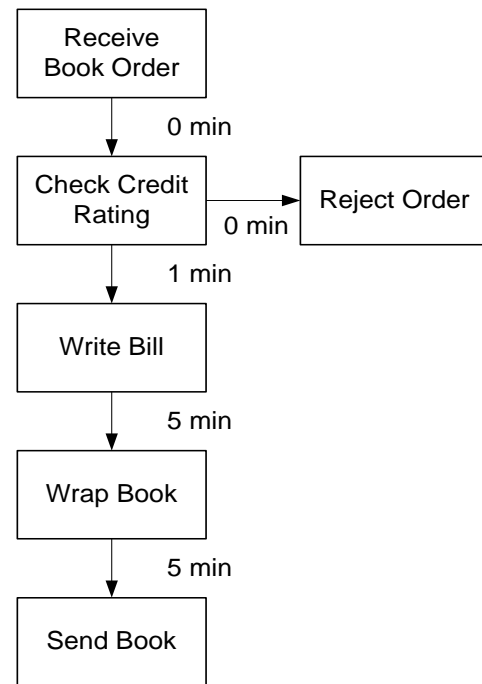 Receive
Book Order
0 min
Check Credit
Rating
0 min
Reject Order
1 min
Write Bill
5 min
Wrap Book
5 min
Send Book